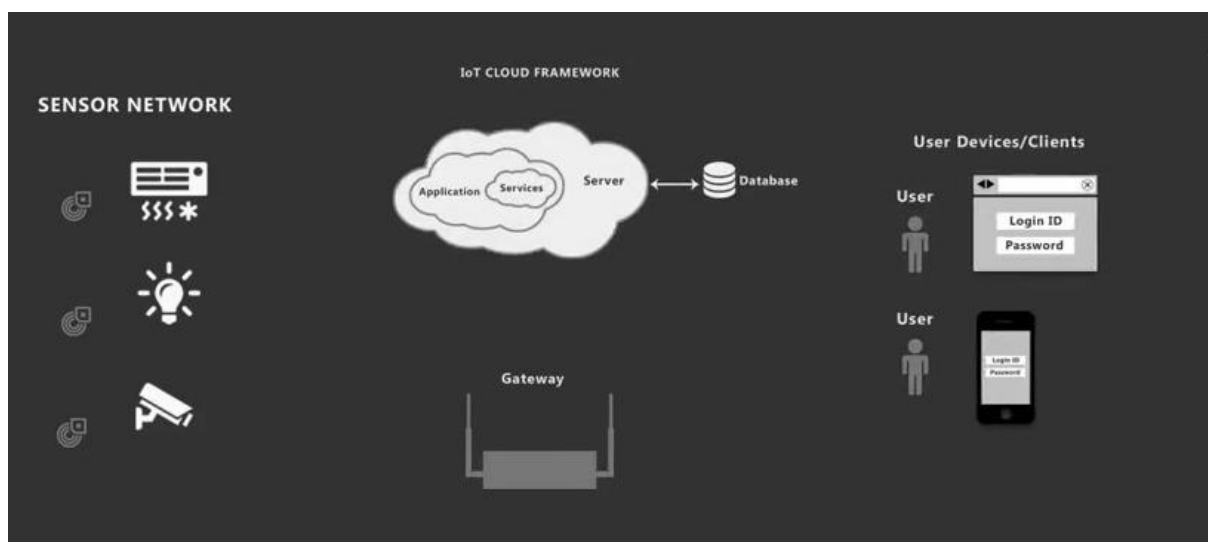 IoT CLOUD FRAMEWORK
SENSOR NETWORK
Application
Services
Server
Database
Gateway
User Devices/Clients
User
Login ID
Password
User
Login ID
Password